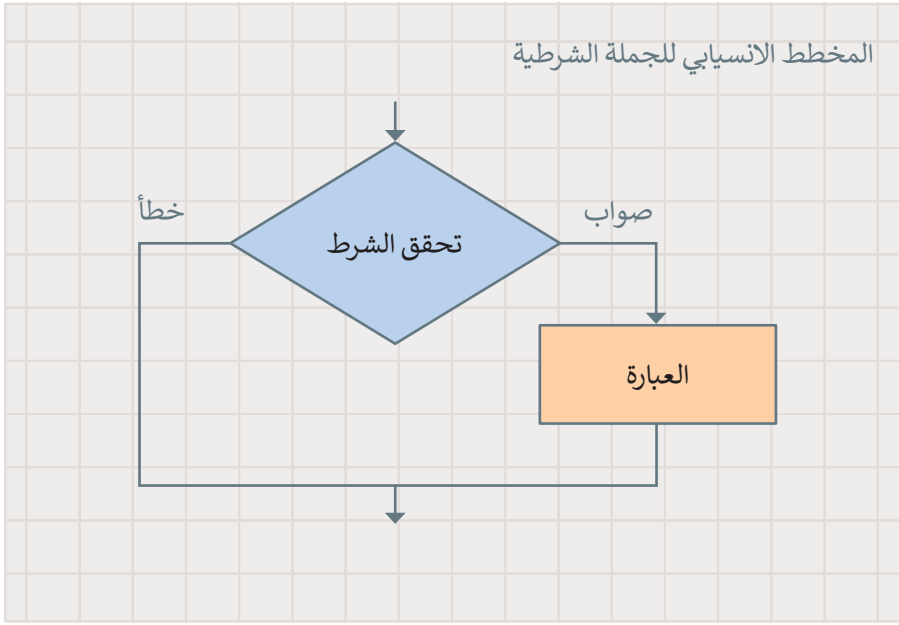 المخطط الانسيابي للجملة الشرطية
صواب
خطأ
تحقق الشرط
العبارة